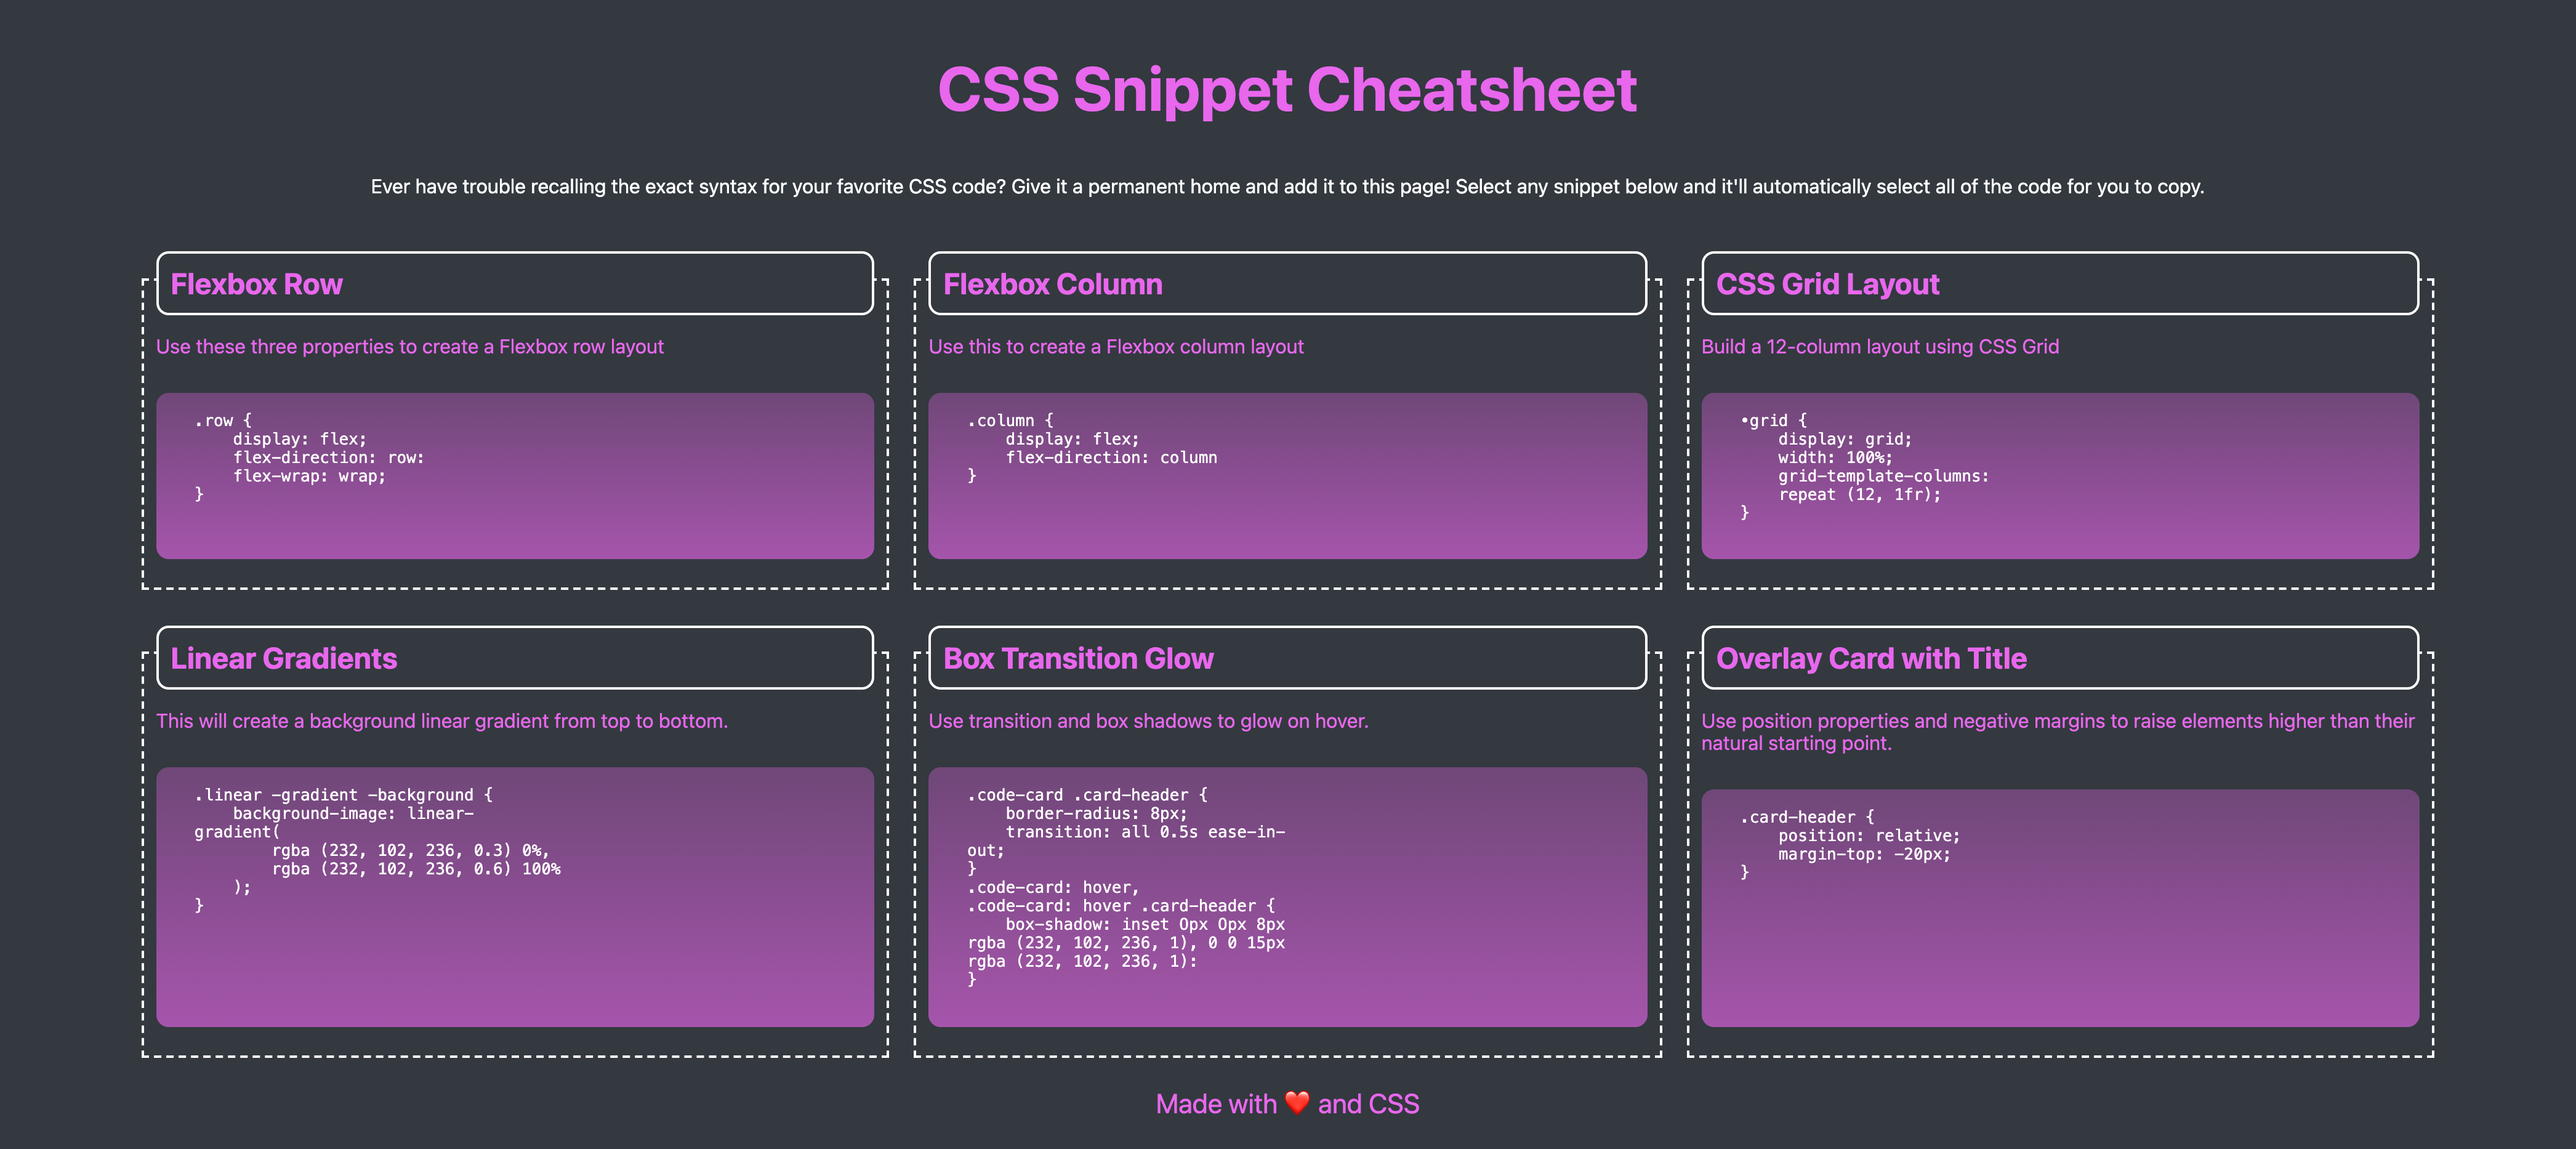 CSS Snippet Cheatsheet
Ever have trouble recalling the exact syntax for your favorite CSS code? Give it a permanent home and add it to this page! Select any snippet below and it'll automatically select all of the code for you to copy.
Flexbox Row
Use these three properties to create a Flexbox row layout
.row {
    display: flex;
    flex-direction: row:
    flex-wrap: wrap;
}
Flexbox Column
Use this to create a Flexbox column layout
.column {
    display: flex;
    flex-direction: column
}
CSS Grid Layout
Build a 12-column layout using CSS Grid
•grid {
    display: grid;
    width: 100%;
    grid-template-columns:
    repeat (12, 1fr);
}
Linear Gradients
This will create a background linear gradient from top to bottom.
.linear -gradient -background {
    background-image: linear-
gradient(
        rgba (232, 102, 236, 0.3) 0%,
        rgba (232, 102, 236, 0.6) 100%
    );
}
Box Transition Glow
Use transition and box shadows to glow on hover.
.code-card .card-header {
    border-radius: 8px;
    transition: all 0.5s ease-in-
out;
}
.code-card: hover,
.code-card: hover .card-header {
    box-shadow: inset Opx Opx 8px
rgba (232, 102, 236, 1), 0 0 15px
rgba (232, 102, 236, 1):
}
Overlay Card with Title
Use position properties and negative margins to raise elements higher than their
natural starting point.
.card-header {
    position: relative;
    margin-top: -20px;
}
Made with ❤️ and CSS